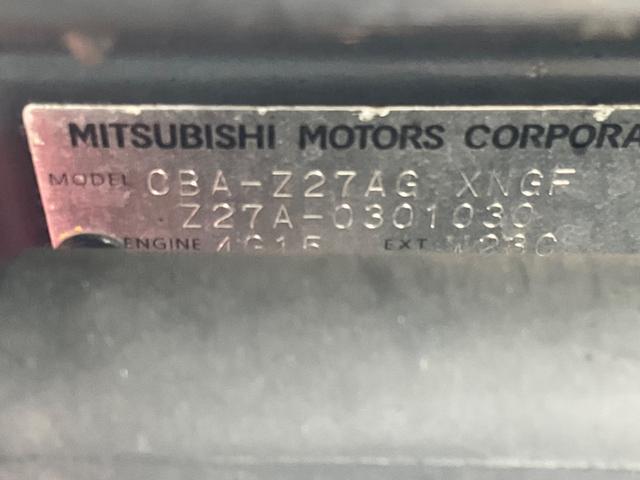 MITSUBISHI MOTORS CORPORA
MODEL CBA-Z27AG XNGF
Z27A-0301030
ENGINE 4G15 EXT